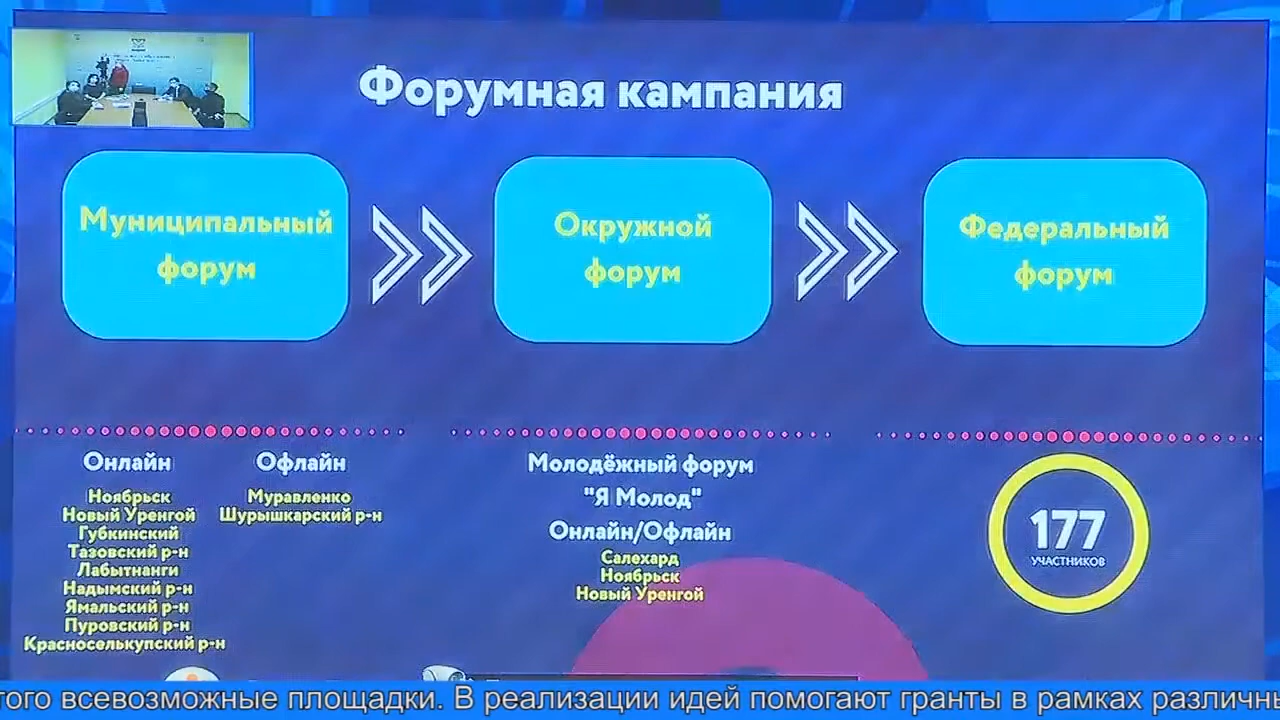 Форумная кампания
Муниципальный
форум
Окружной
форум
Федеральный
форум
Онлайн
Ноябрьск
Новый Уренгой
Губкинский
Тазовский р-н
Лабытнанги
Надымский р-н
Ямальский р-н
Пуровский р-н
Красноселькупский р-н
Офлайн
Муравленко
Шурышкарский р-н
Молодёжный форум
"Я Молод"
Онлайн/Офлайн
Салехард
Ноябрьск
Новый Уренгой
177
УЧАСТНИКОВ
того всевозможные площадки. В реализации идей помогают гранты в рамках различны